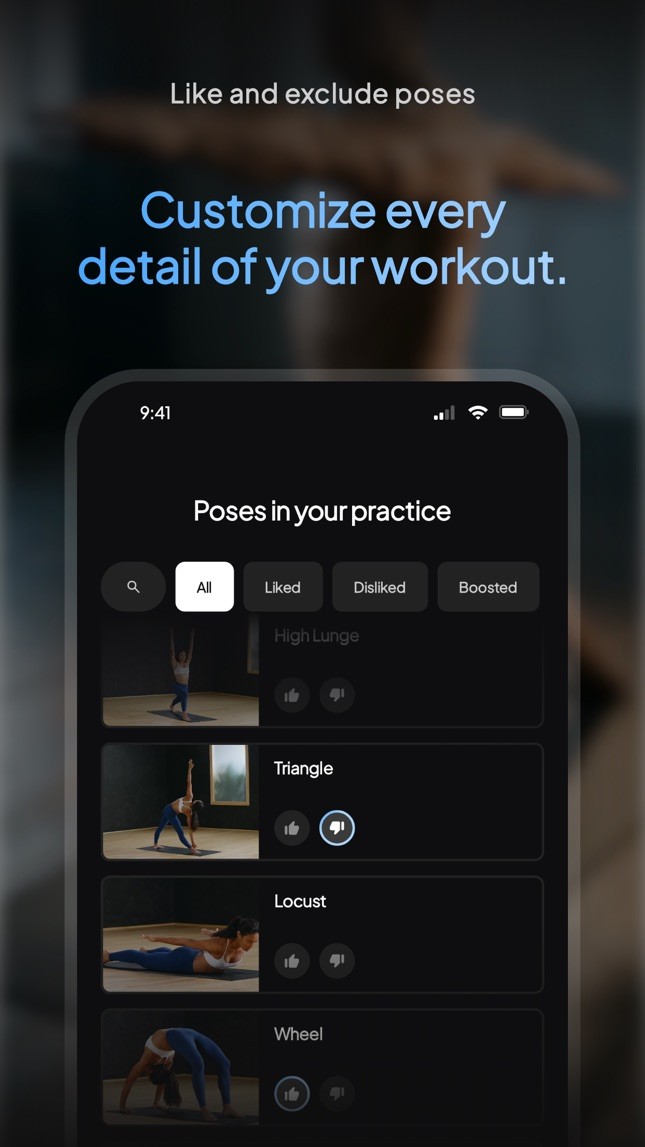 Like and exclude poses
Customize every
detail of your workout.
9:41
Poses in your practice
All
Liked
Disliked
Boosted
High Lunge
Triangle
Locust
Wheel